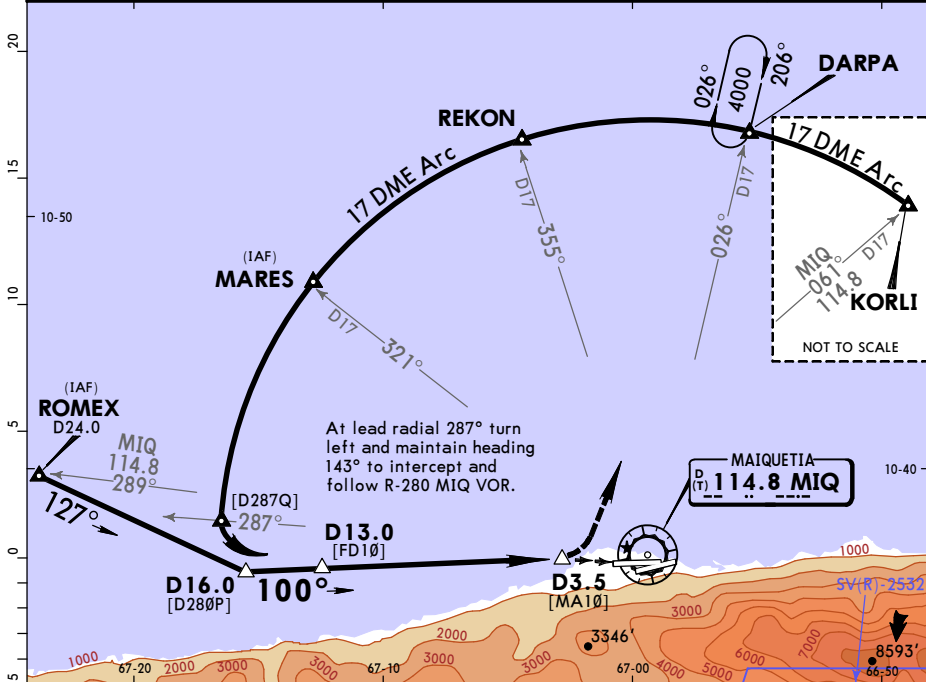 20
15
10
5
0
5
10-50
10-40
026°
4000
206°
DARPA
REKON
17 DME Arc
17 DME Arc
D17
355°
D17
026°
MIQ
061°
114.8
D17
KORLI
NOT TO SCALE
(IAF)
MARES
D17
321°
(IAF)
ROMEX
D24.0
MIQ
114.8
289°
127°
At lead radial 287° turn
left and maintain heading
143° to intercept and
follow R-280 MIQ VOR.
[D287Q]
287°
D13.0
[FD1Ø]
D16.0
[D28ØP]
100°
D3.5
[MA1Ø]
MAIQUETIA
D
(T) 114.8 MIQ
1000
SV(R)-2532
3000
2000
3346'
8593'
7000
6000
5000
4000
3000
3000
3000
3000
2000
1000
67-20
67-10
67-00
66-50